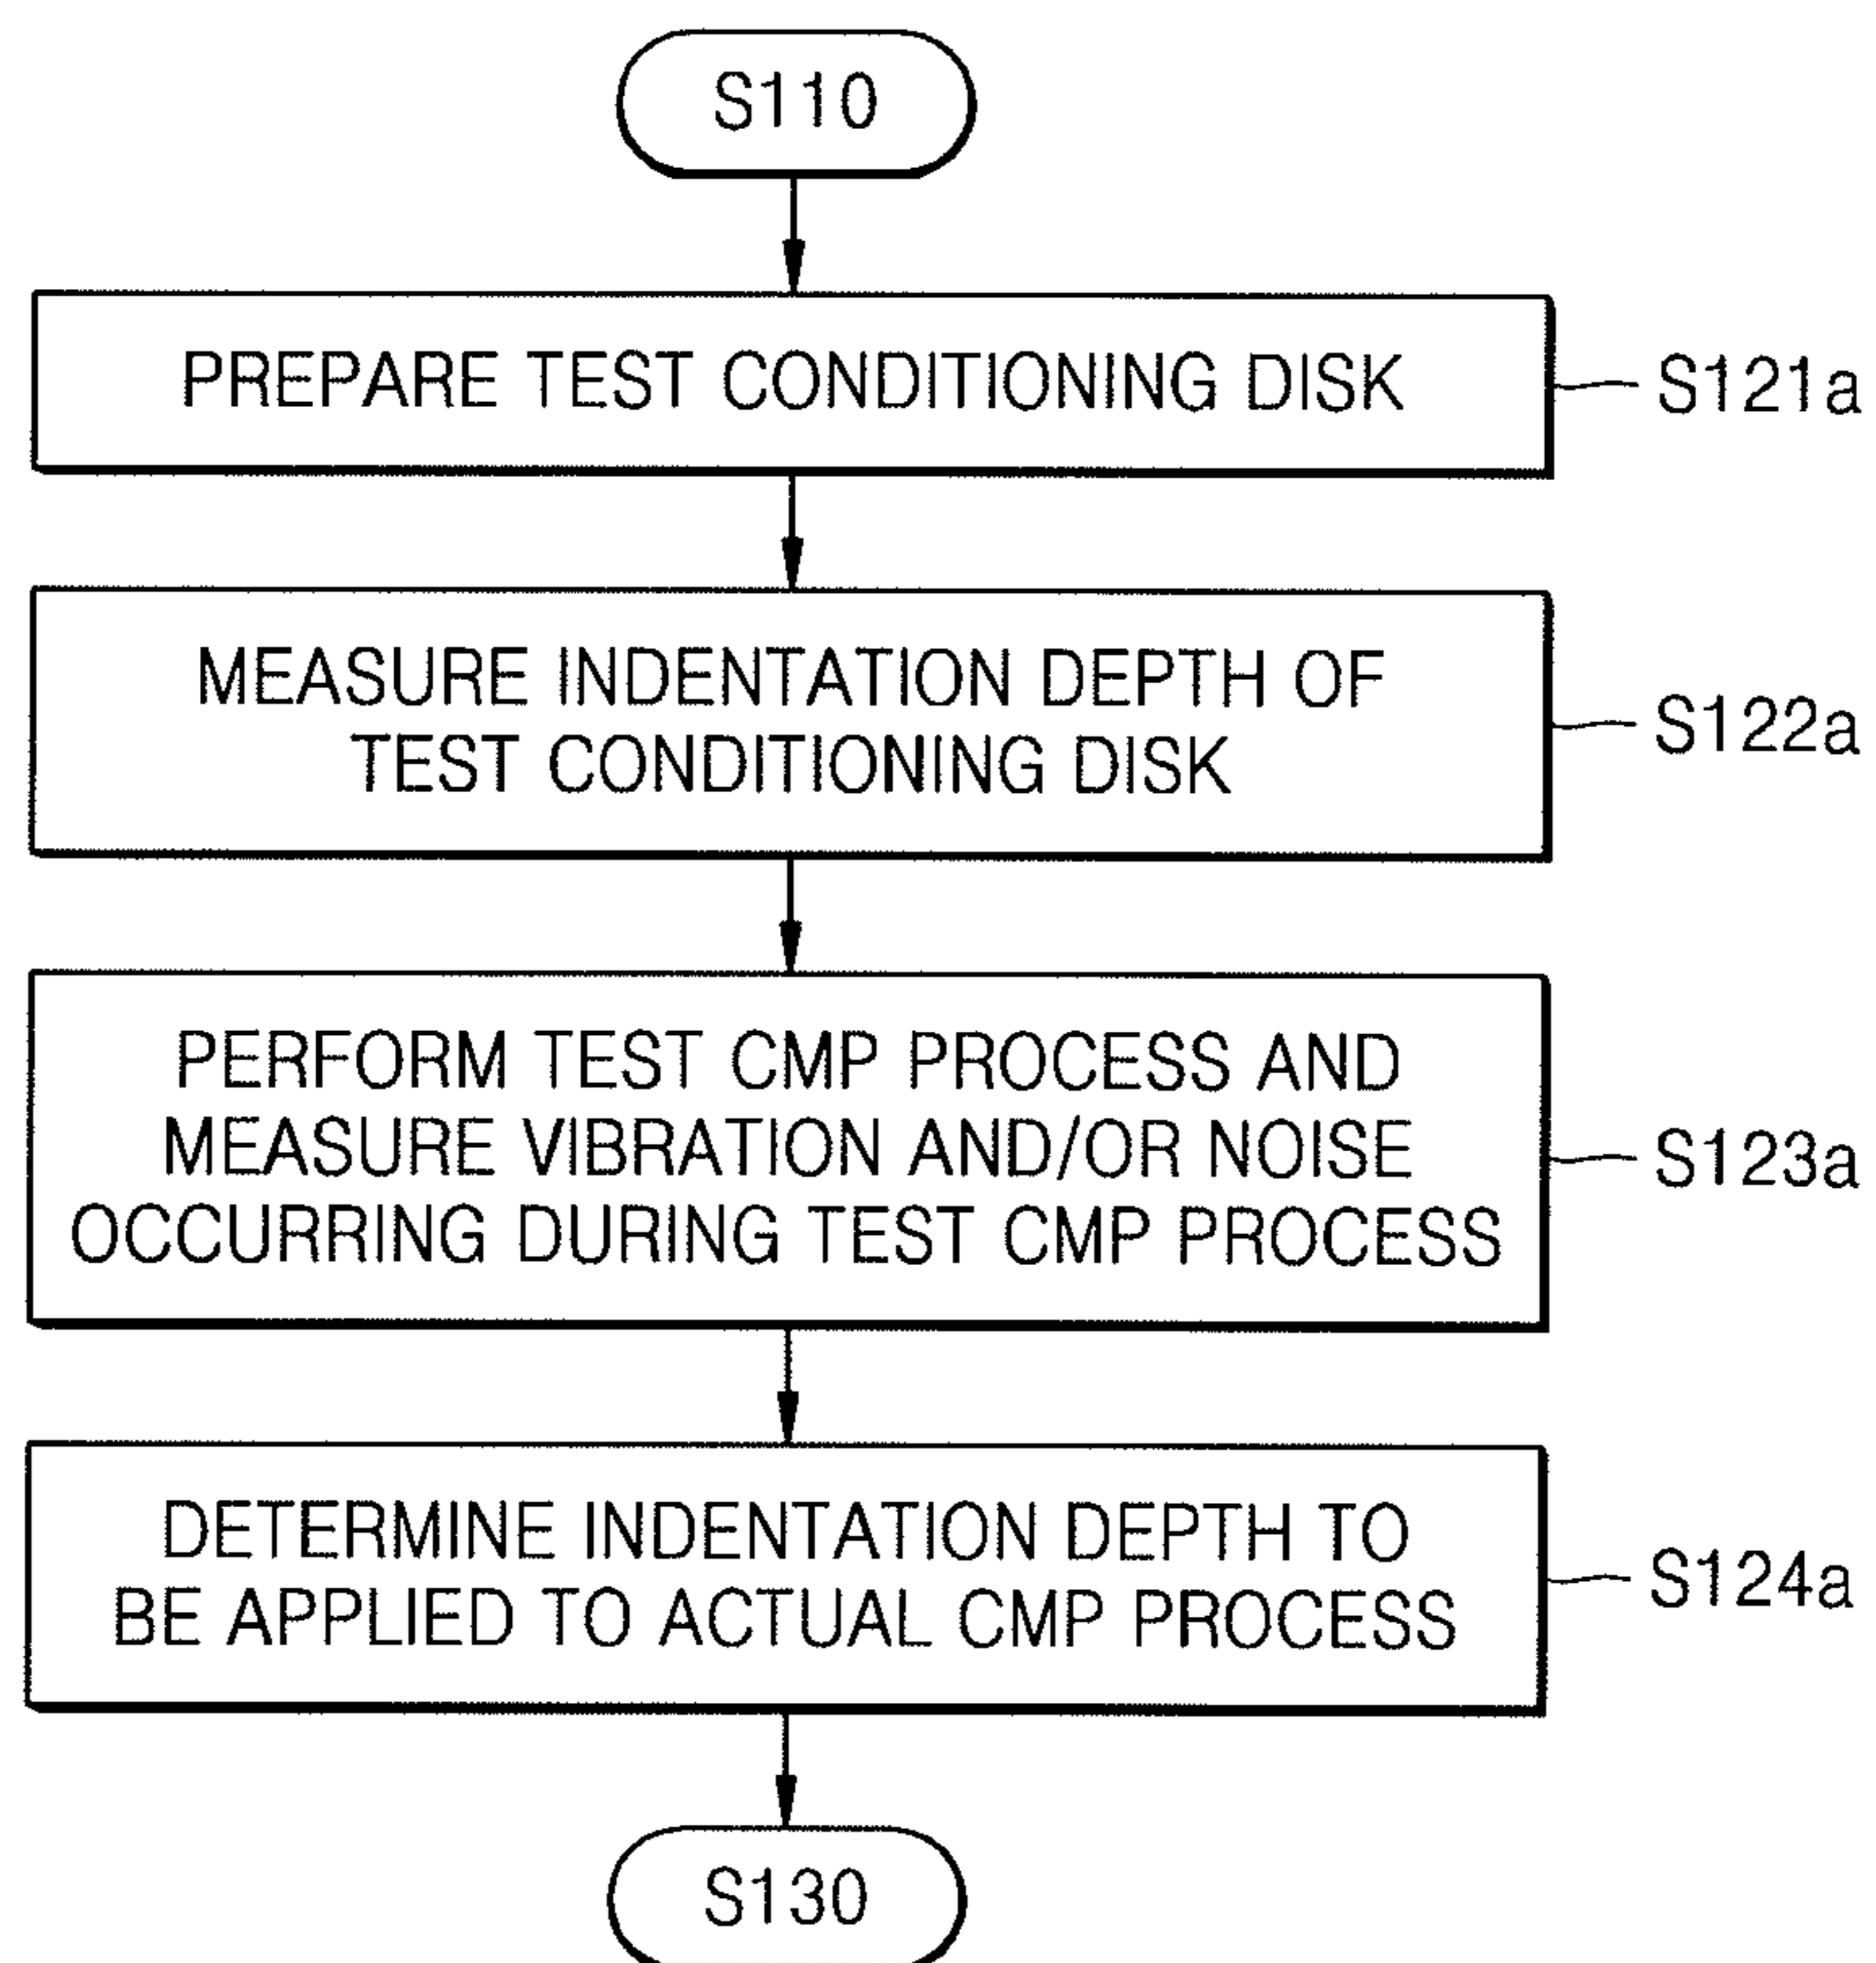 S110
PREPARE TEST CONDITIONING DISK
S121a
MEASURE INDENTATION DEPTH OF
TEST CONDITIONING DISK
S122a
PERFORM TEST CMP PROCESS AND
MEASURE VIBRATION AND/OR NOISE
OCCURRING DURING TEST CMP PROCESS
S123a
DETERMINE INDENTATION DEPTH TO
BE APPLIED TO ACTUAL CMP PROCESS
S124a
S130